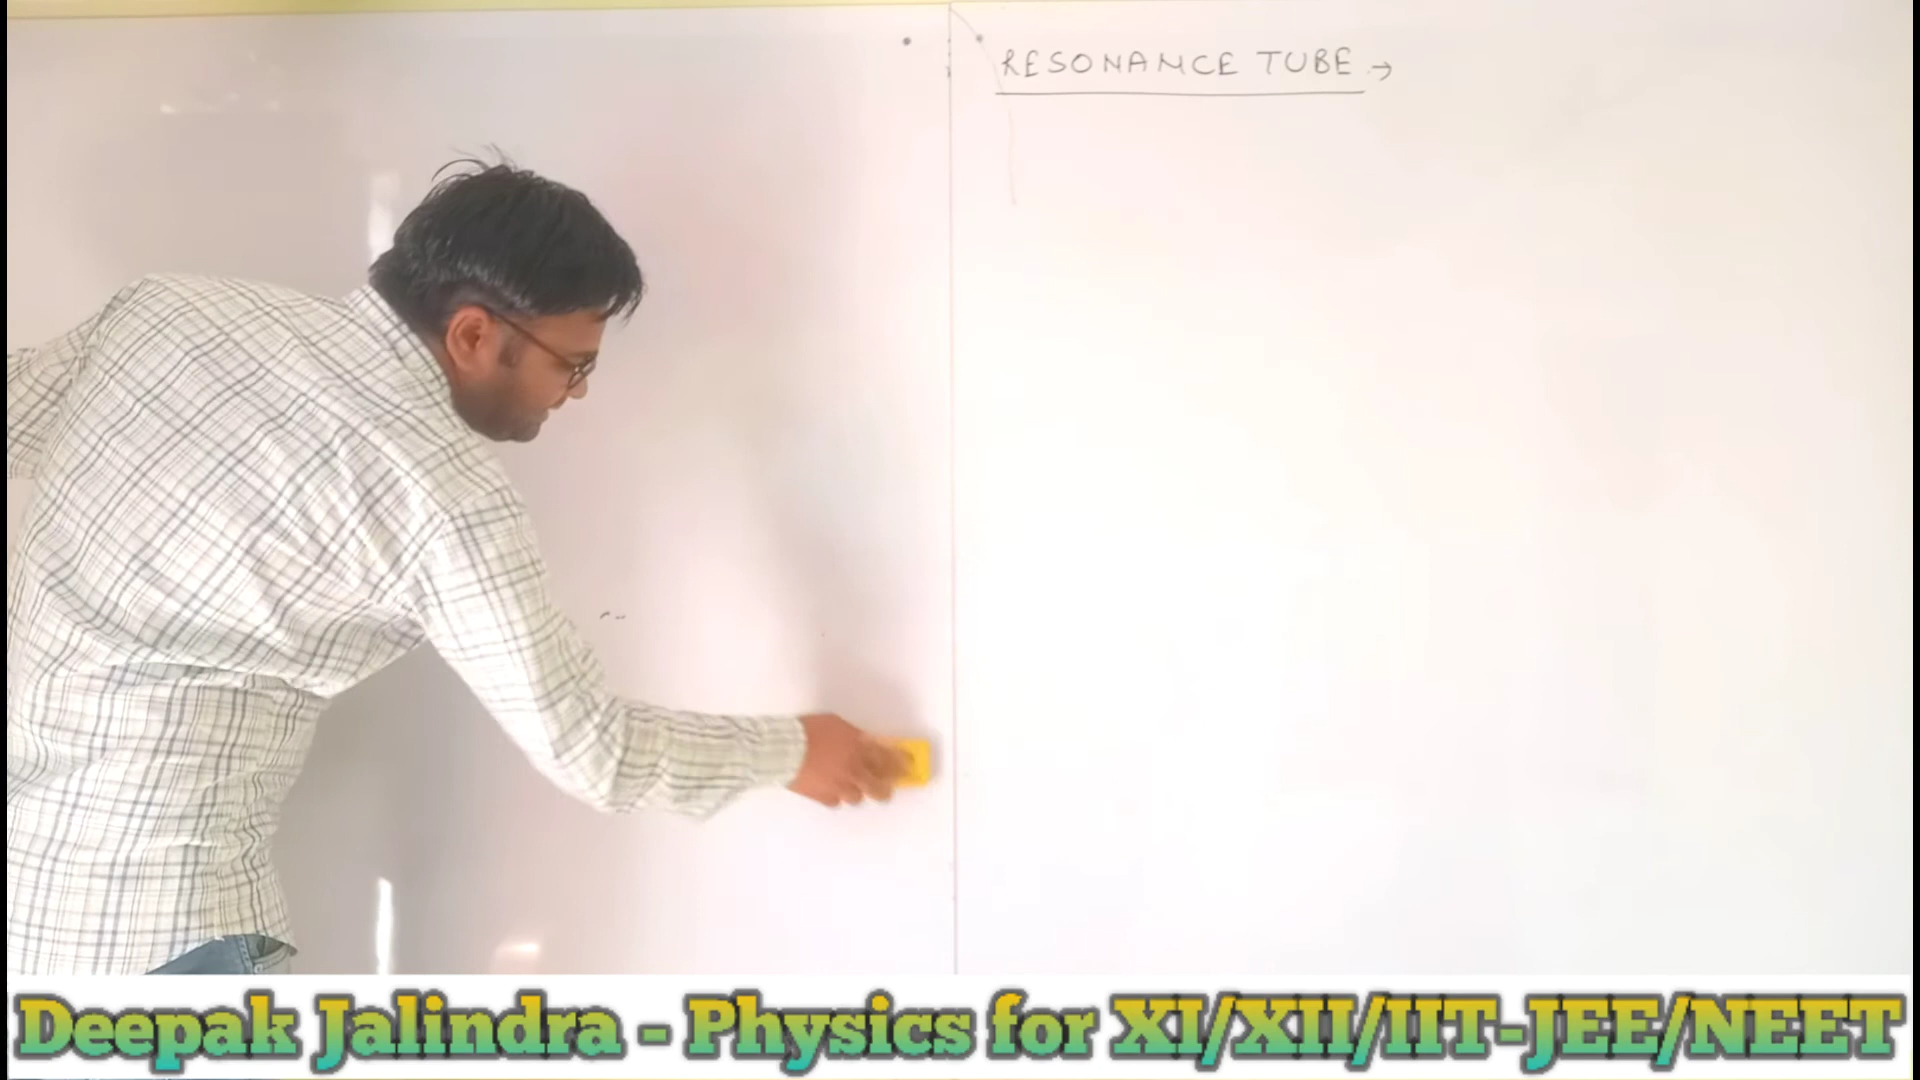 RESONANCE TUBE →
Deepak Jalindra - Physics for XI/XII/IIT-JEE/NEET